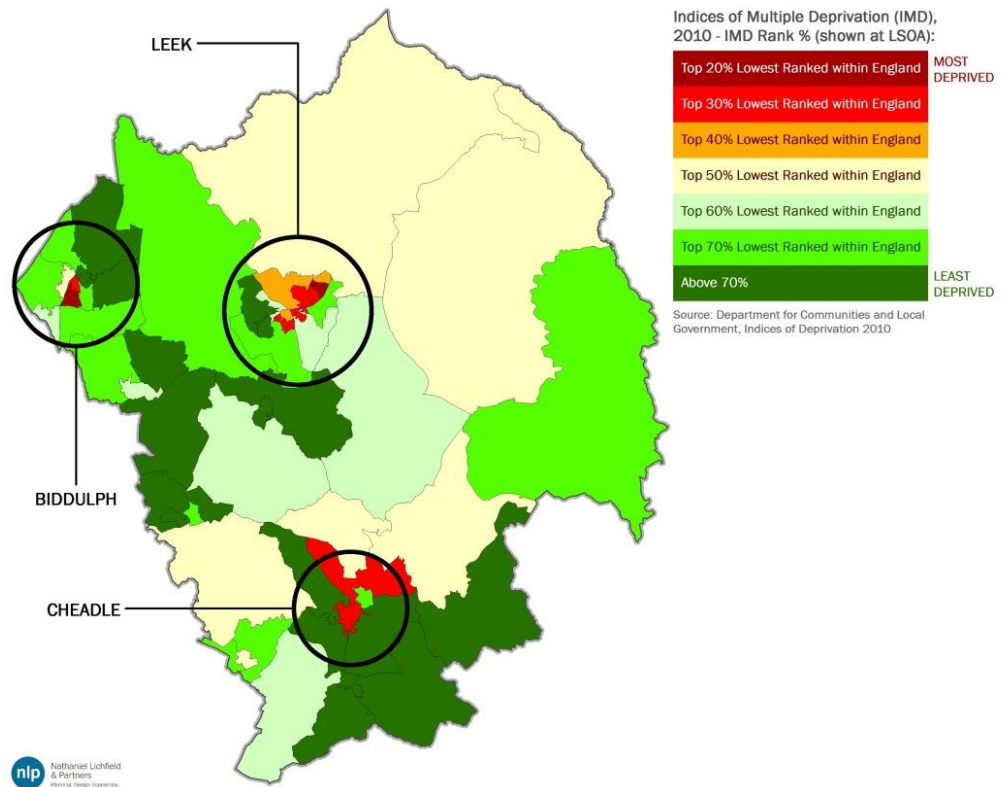 LEEK
BIDDULPH
CHEADLE
Indices of Multiple Deprivation (IMD),
2010 - IMD Rank % (shown at LSOA):
Top 20% Lowest Ranked within England
MOST
DEPRIVED
Top 30% Lowest Ranked within England
Top 40% Lowest Ranked within England
Top 50% Lowest Ranked within England
Top 60% Lowest Ranked within England
Top 70% Lowest Ranked within England
Above 70%
LEAST
DEPRIVED
Source: Department for Communities and Local
Government, Indices of Deprivation 2010
nlp
Nathaniel Lichfield
& Partners
Planning. Design. Economics.